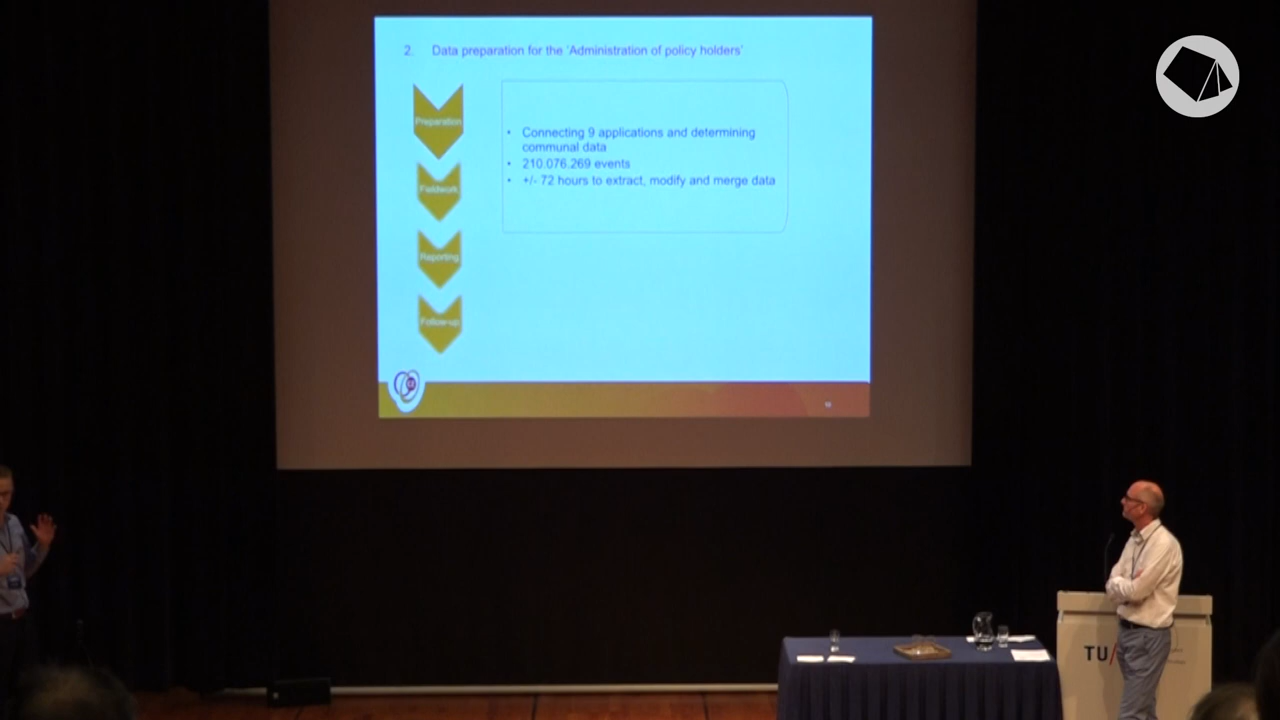 2. Data preparation for the 'Administration of policy holders'
Preparation
Fieldwork
Reporting
Follow-up
• Connecting 9 applications and determining
communal data
• 210.076.269 events
• +/- 72 hours to extract, modify and merge data
TU/